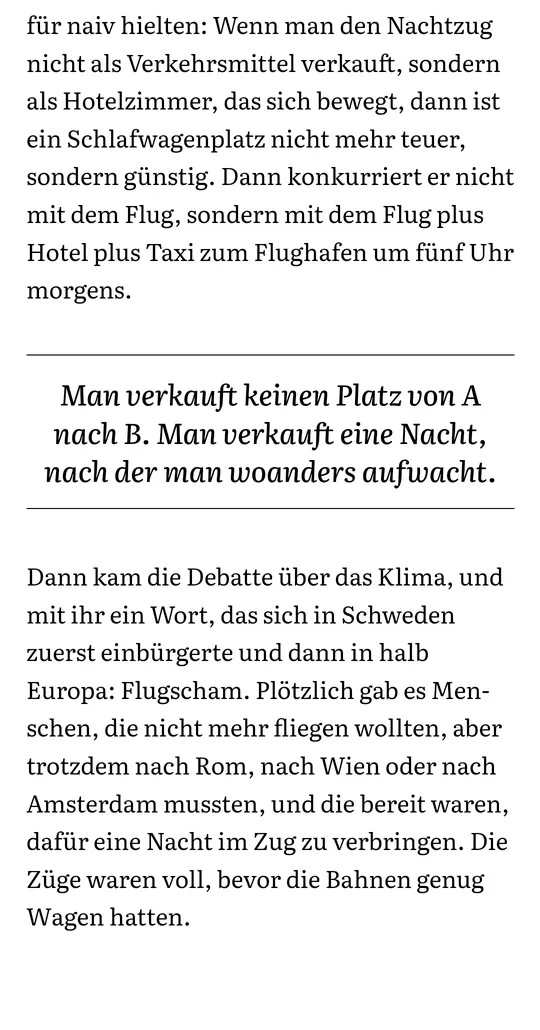 für naiv hielten: Wenn man den Nachtzug
nicht als Verkehrsmittel verkauft, sondern
als Hotelzimmer, das sich bewegt, dann ist
ein Schlafwagenplatz nicht mehr teuer,
sondern günstig. Dann konkurriert er nicht
mit dem Flug, sondern mit dem Flug plus
Hotel plus Taxi zum Flughafen um fünf Uhr
morgens.
Man verkauft keinen Platz von A
nach B. Man verkauft eine Nacht,
nach der man woanders aufwacht.
Dann kam die Debatte über das Klima, und
mit ihr ein Wort, das sich in Schweden
zuerst einbürgerte und dann in halb
Europa: Flugscham. Plötzlich gab es Men-
schen, die nicht mehr fliegen wollten, aber
trotzdem nach Rom, nach Wien oder nach
Amsterdam mussten, und die bereit waren,
dafür eine Nacht im Zug zu verbringen. Die
Züge waren voll, bevor die Bahnen genug
Wagen hatten.